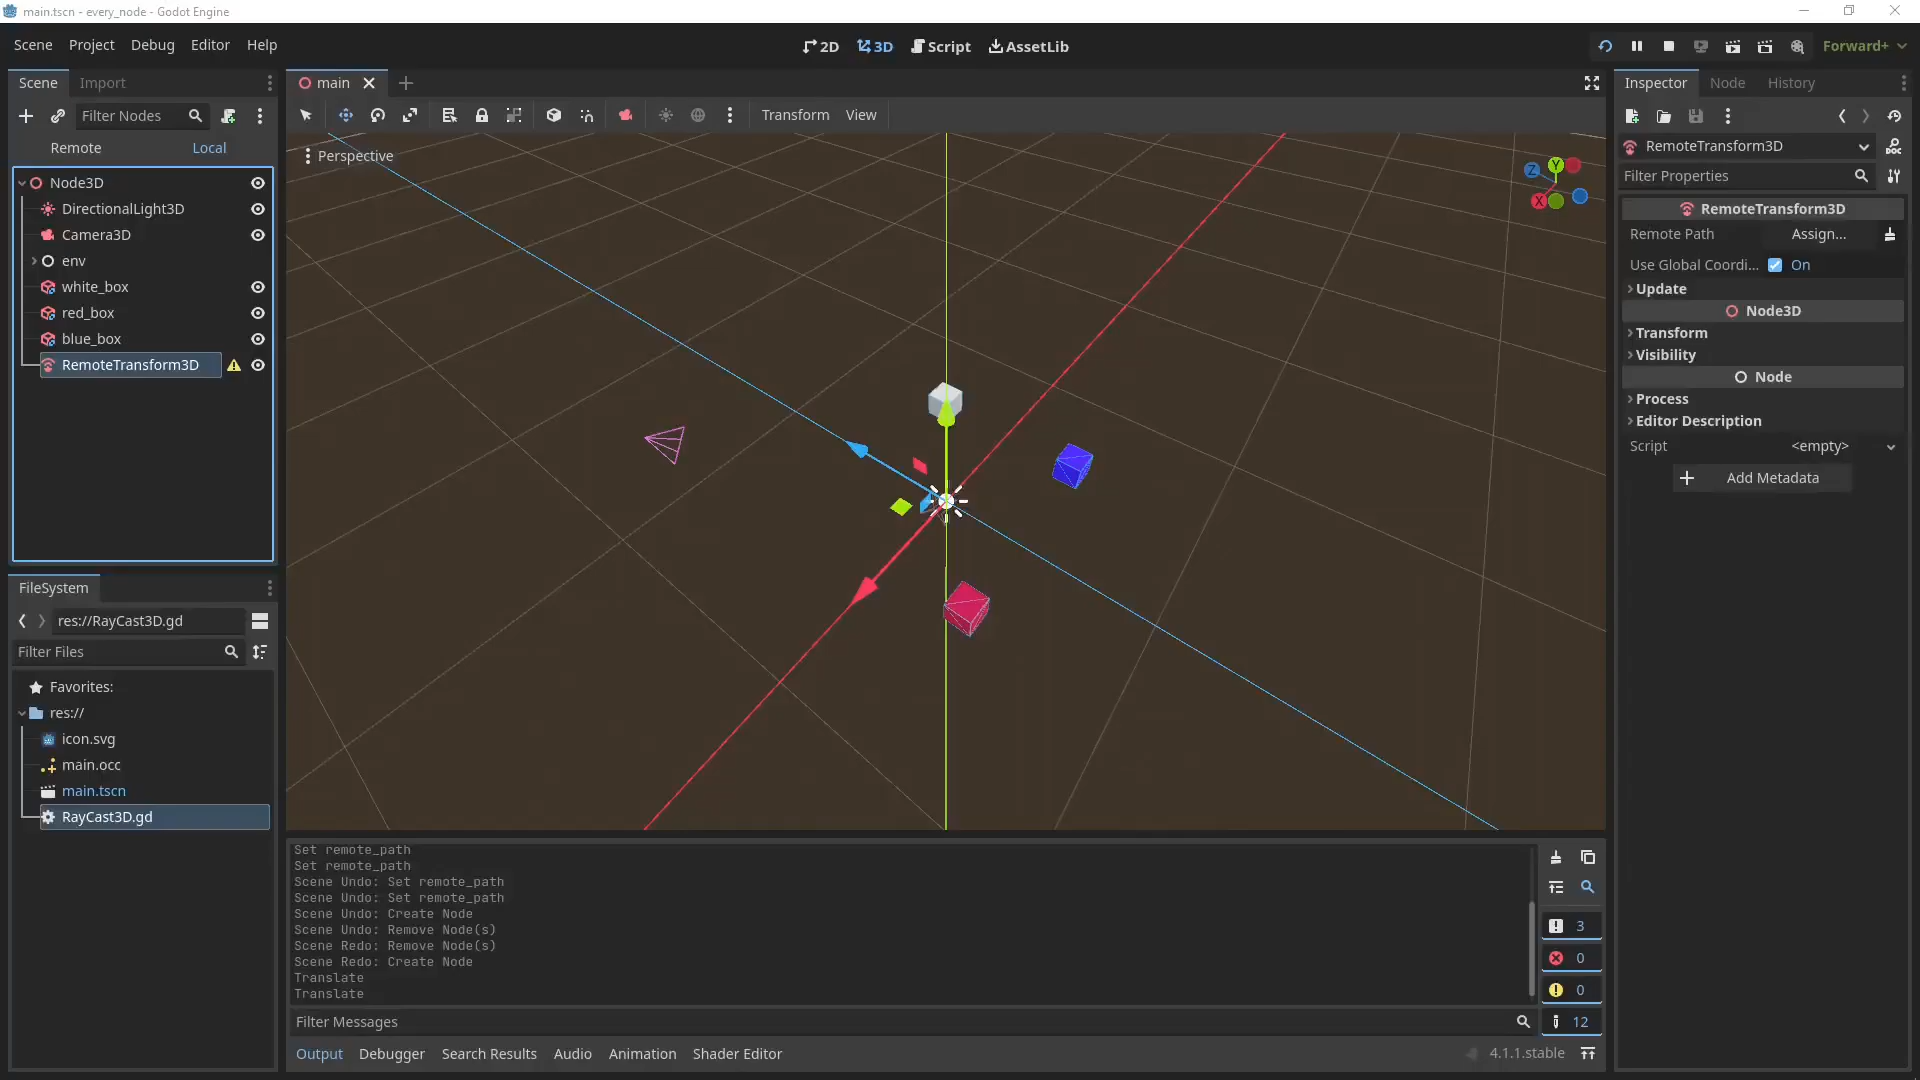 main.tscn - every_node - Godot Engine
Scene Project Debug Editor Help
2D 3D Script AssetLib
Forward+
Scene Import
Filter Nodes
Remote Local
Node3D
DirectionalLight3D
Camera3D
env
white_box
red_box
blue_box
RemoteTransform3D
FileSystem
res://RayCast3D.gd
Filter Files
Favorites:
res://
icon.svg
main.occ
main.tscn
RayCast3D.gd
main
Transform View
Perspective
Y
Z
X
Set remote_path
Set remote_path
Scene Undo: Set remote_path
Scene Undo: Set remote_path
Scene Undo: Create Node
Scene Undo: Remove Node(s)
Scene Redo: Remove Node(s)
Scene Redo: Create Node
Translate
Translate
3
0
0
12
Filter Messages
Output Debugger Search Results Audio Animation Shader Editor
4.1.1.stable
Inspector Node History
RemoteTransform3D
Filter Properties
RemoteTransform3D
Remote Path Assign...
Use Global Coordi... On
Update
Node3D
Transform
Visibility
Node
Process
Editor Description
Script <empty>
Add Metadata